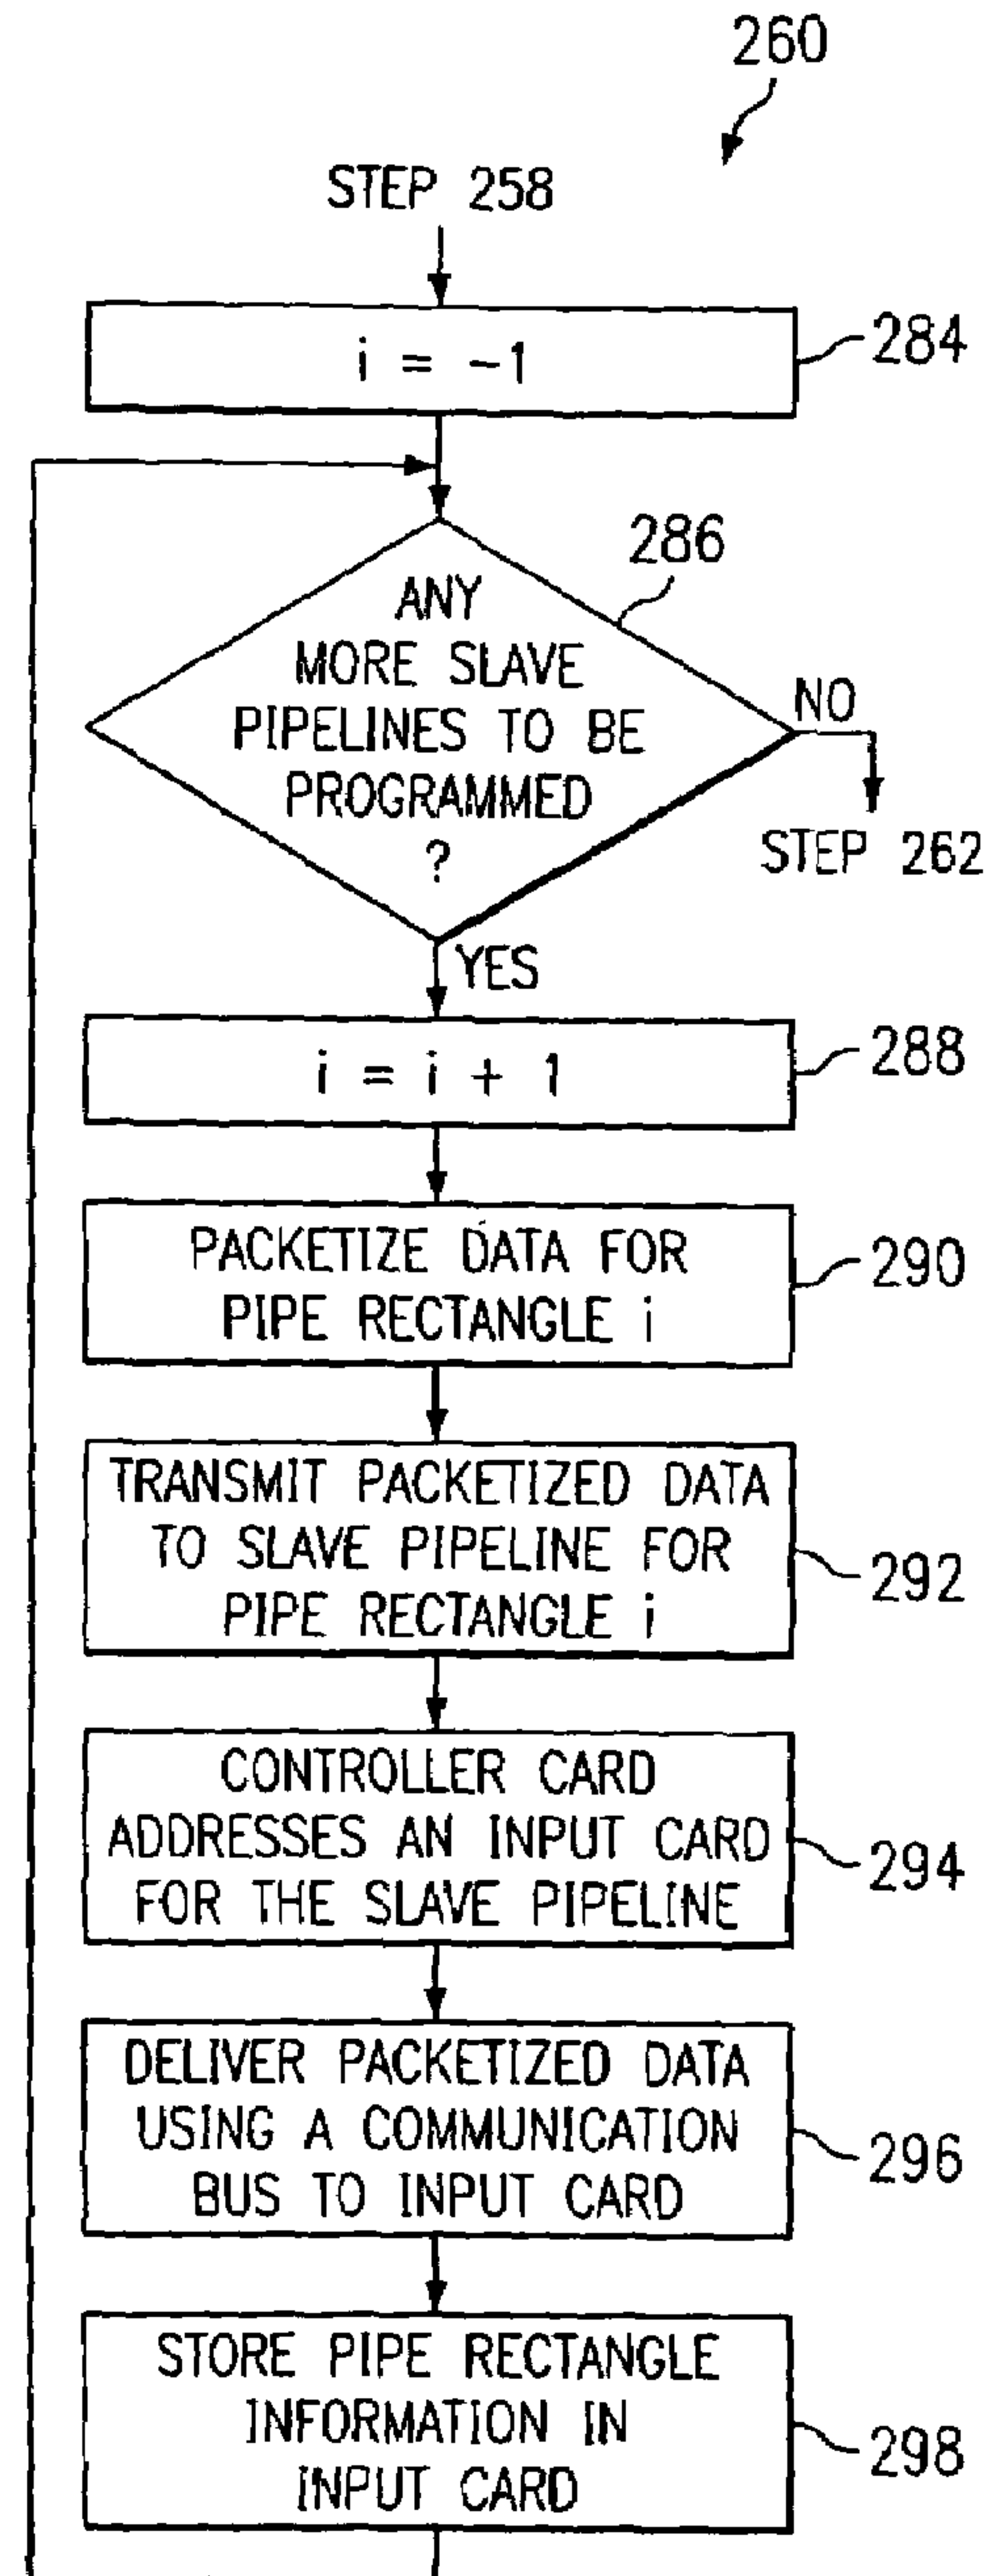 260
STEP 258
i = -1
284
286
ANY
MORE SLAVE
PIPELINES TO BE
PROGRAMMED
?
NO
STEP 262
YES
i = i + 1
288
PACKETIZE DATA FOR
PIPE RECTANGLE i
290
TRANSMIT PACKETIZED DATA
TO SLAVE PIPELINE FOR
PIPE RECTANGLE i
292
CONTROLLER CARD
ADDRESSES AN INPUT CARD
FOR THE SLAVE PIPELINE
294
DELIVER PACKETIZED DATA
USING A COMMUNICATION
BUS TO INPUT CARD
296
STORE PIPE RECTANGLE
INFORMATION IN
INPUT CARD
298